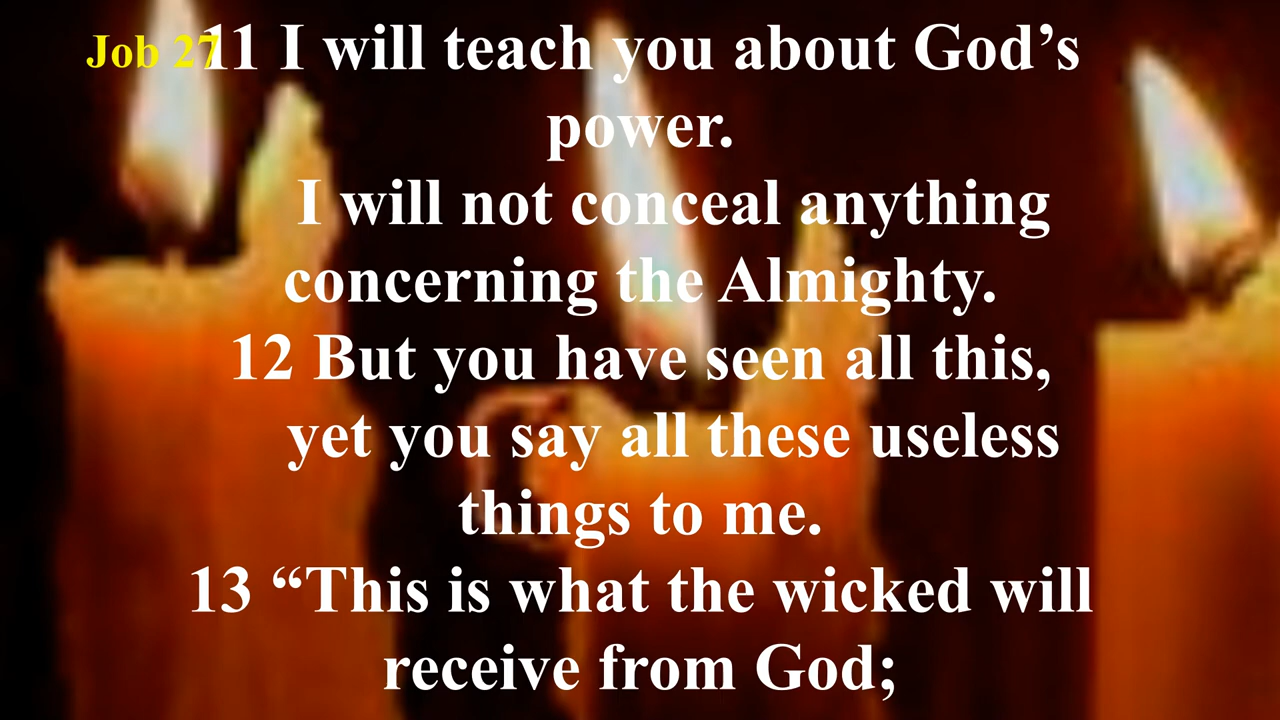 Job 27
11 I will teach you about God’s
power.
I will not conceal anything
concerning the Almighty.
12 But you have seen all this,
yet you say all these useless
things to me.
13 “This is what the wicked will
receive from God;